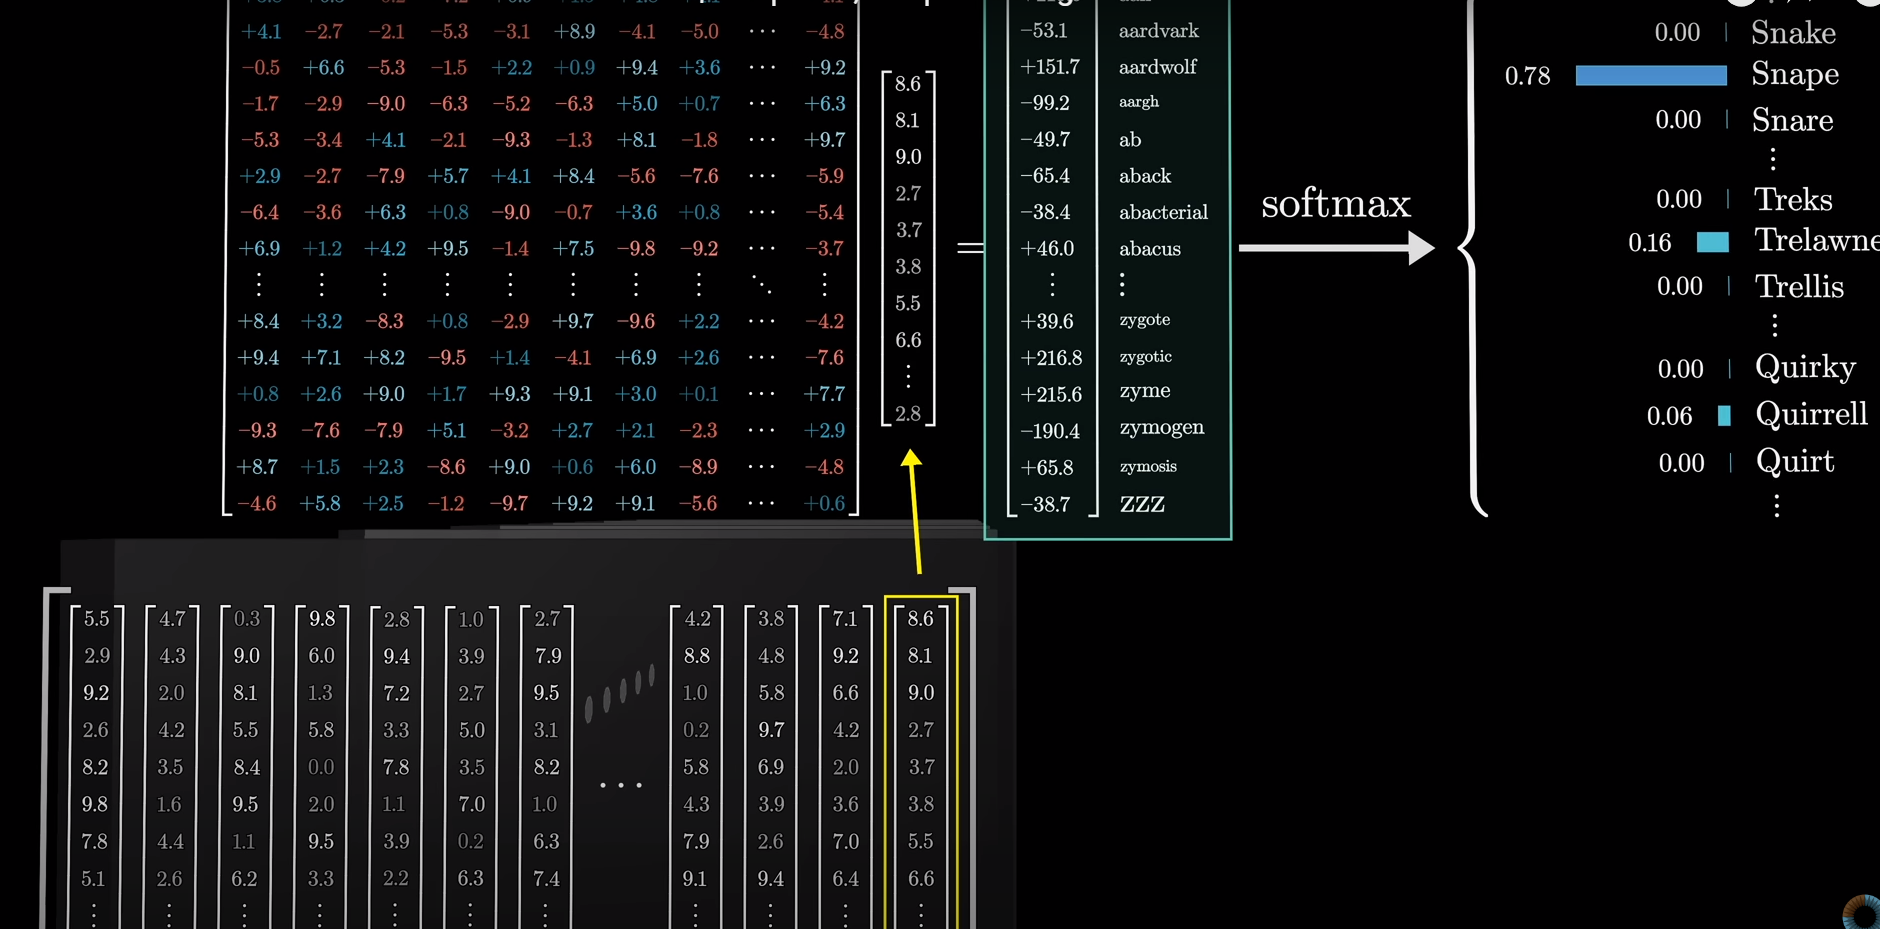 +4.1 −2.7 −2.1 −5.3 −3.1 +8.9 −4.1 −5.0 ⋯ −4.8
−0.5 +6.6 −5.3 −1.5 +2.2 +0.9 +9.4 +3.6 ⋯ +9.2
−1.7 −2.9 −9.0 −6.3 −5.2 −6.3 +5.0 +0.7 ⋯ +6.3
−5.3 −3.4 +4.1 −2.1 −9.3 −1.3 +8.1 −1.8 ⋯ +9.7
+2.9 −2.7 −7.9 +5.7 +4.1 +8.4 −5.6 −7.6 ⋯ −5.9
−6.4 −3.6 +6.3 +0.8 −9.0 −0.7 +3.6 +0.8 ⋯ −5.4
+6.9 +1.2 +4.2 +9.5 −1.4 +7.5 −9.8 −9.2 ⋯ −3.7
⋮ ⋮ ⋮ ⋮ ⋮ ⋮ ⋮ ⋮ ⋱ ⋮
+8.4 +3.2 −8.3 +0.8 −2.9 +9.7 −9.6 +2.2 ⋯ −4.2
+9.4 +7.1 +8.2 −9.5 +1.4 −4.1 +6.9 +2.6 ⋯ −7.6
+0.8 +2.6 +9.0 +1.7 +9.3 +9.1 +3.0 +0.1 ⋯ +7.7
−9.3 −7.6 −7.9 +5.1 −3.2 +2.7 +2.1 −2.3 ⋯ +2.9
+8.7 +1.5 +2.3 −8.6 +9.0 +0.6 +6.0 −8.9 ⋯ −4.8
−4.6 +5.8 +2.5 −1.2 −9.7 +9.2 +9.1 −5.6 ⋯ +0.6
8.6
8.1
9.0
2.7
3.7
3.8
5.5
6.6
⋮
2.8
=
−53.1 aardvark
+151.7 aardwolf
−99.2 aargh
−49.7 ab
−65.4 aback
−38.4 abacterial
+46.0 abacus
⋮ ⋮
+39.6 zygote
+216.8 zygotic
+215.6 zyme
−190.4 zymogen
+65.8 zymosis
−38.7 ZZZ
softmax
0.00 Snake
0.78 Snape
0.00 Snare
⋮
0.00 Treks
0.16 Trelawne
0.00 Trellis
⋮
0.00 Quirky
0.06 Quirrell
0.00 Quirt
⋮
5.5 4.7 0.3 9.8 2.8 1.0 2.7 4.2 3.8 7.1 8.6
2.9 4.3 9.0 6.0 9.4 3.9 7.9 8.8 4.8 9.2 8.1
9.2 2.0 8.1 1.3 7.2 2.7 9.5 1.0 5.8 6.6 9.0
2.6 4.2 5.5 5.8 3.3 5.0 3.1 0.2 9.7 4.2 2.7
8.2 3.5 8.4 0.0 7.8 3.5 8.2 ⋯ 5.8 6.9 2.0 3.7
9.8 1.6 9.5 2.0 1.1 7.0 1.0 4.3 3.9 3.6 3.8
7.8 4.4 1.1 9.5 3.9 0.2 6.3 7.9 2.6 7.0 5.5
5.1 2.6 6.2 3.3 2.2 6.3 7.4 9.1 9.4 6.4 6.6
⋮ ⋮ ⋮ ⋮ ⋮ ⋮ ⋮ ⋮ ⋮ ⋮ ⋮